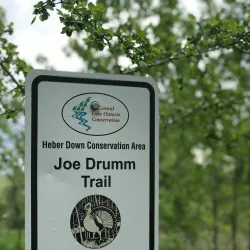 Central
Lake Ontario
Conservation
Heber Down Conservation Area
Joe Drumm
Trail